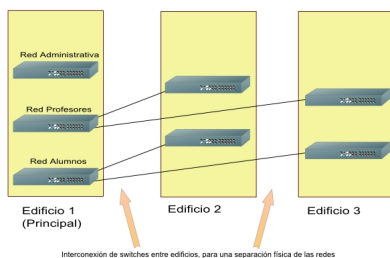 Red Administrativa
Red Profesores
Red Alumnos
Edificio 1
(Principal)
Edificio 2
Edificio 3
Interconexión de switches entre edificios, para una separación física de las redes